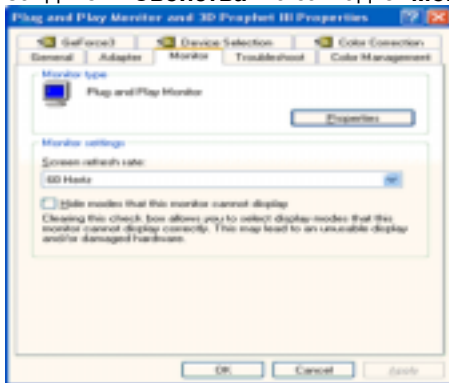 Plug and Play Monitor and 3D Prophet III Properties
GeForce3 Device Selection Color Correction
General Adapter Monitor Troubleshoot Color Management
Monitor type
Plug and Play Monitor
Properties
Monitor settings
Screen refresh rate:
60 Hertz
Hide modes that this monitor cannot display
Clearing this check box allows you to select display modes that this
monitor cannot display correctly. This may lead to an unusable display
and/or damaged hardware.
OK Cancel Apply